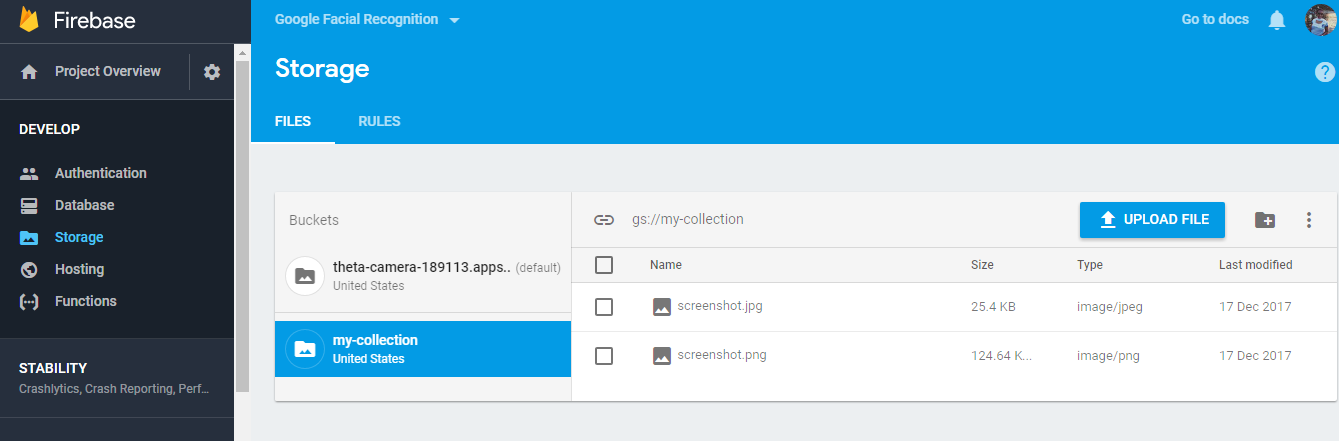 Firebase
Google Facial Recognition
Go to docs
Project Overview
Storage
?
DEVELOP
FILES RULES
Authentication
Database
Storage
Hosting
Functions
STABILITY
Crashlytics, Crash Reporting, Perf…
Buckets
theta-camera-189113.apps.. (default)
United States
my-collection
United States
gs://my-collection
UPLOAD FILE
Name Size Type Last modified
screenshot.jpg 25.4 KB image/jpeg 17 Dec 2017
screenshot.png 124.64 K... image/png 17 Dec 2017